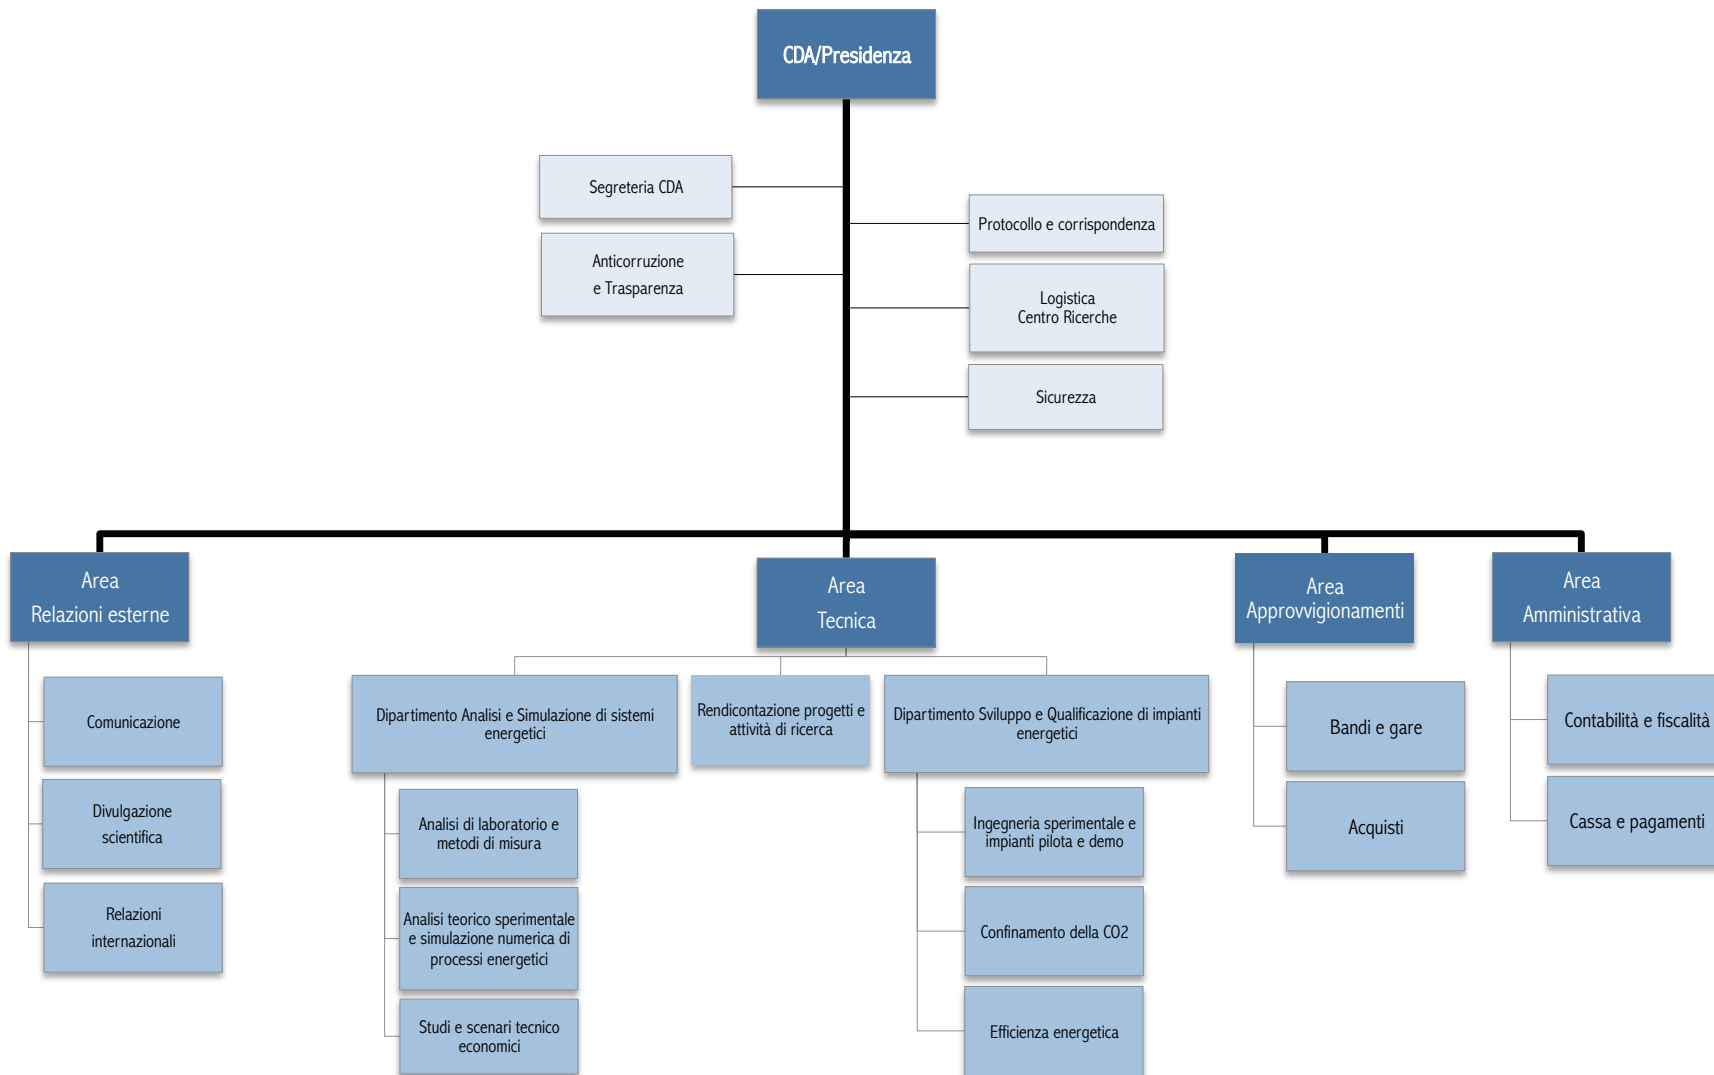 CDA/Presidenza
Segreteria CDA
Anticorruzione
e Trasparenza
Protocollo e corrispondenza
Logistica
Centro Ricerche
Sicurezza
Area
Relazioni esterne
Comunicazione
Divulgazione
scientifica
Relazioni
internazionali
Area
Tecnica
Dipartimento Analisi e Simulazione di sistemi
energetici
Analisi di laboratorio e
metodi di misura
Analisi teorico sperimentale
e simulazione numerica di
processi energetici
Studi e scenari tecnico
economici
Rendicontazione progetti e
attività di ricerca
Dipartimento Sviluppo e Qualificazione di impianti
energetici
Ingegneria sperimentale e
impianti pilota e demo
Confinamento della CO2
Efficienza energetica
Area
Approvvigionamenti
Bandi e gare
Acquisti
Area
Amministrativa
Contabilità e fiscalità
Cassa e pagamenti